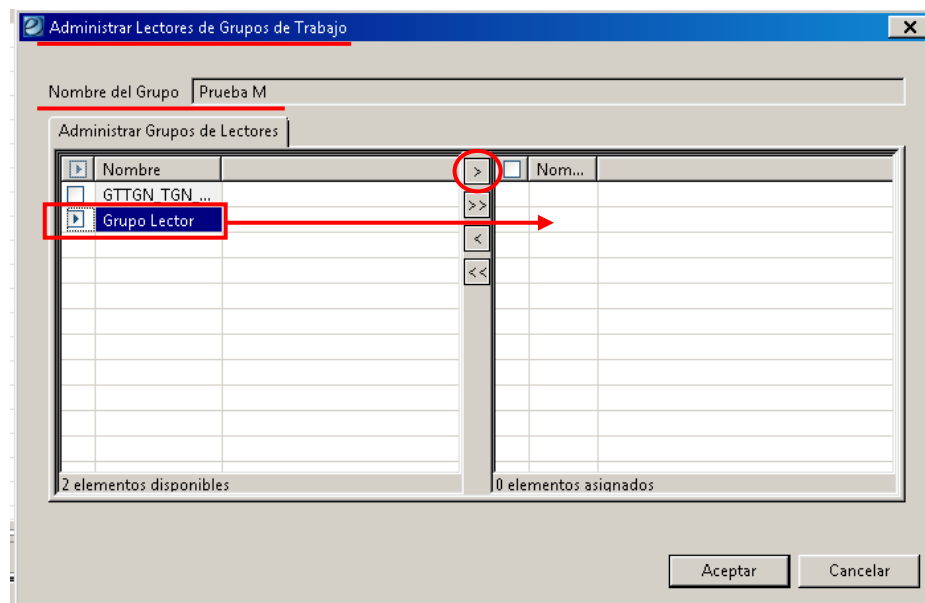 Administrar Lectores de Grupos de Trabajo
Nombre del Grupo Prueba M
Administrar Grupos de Lectores
Nombre > Nom...
GTTGN_TGN_...
>>
Grupo Lector
<
<<
2 elementos disponibles 0 elementos asignados
Aceptar Cancelar